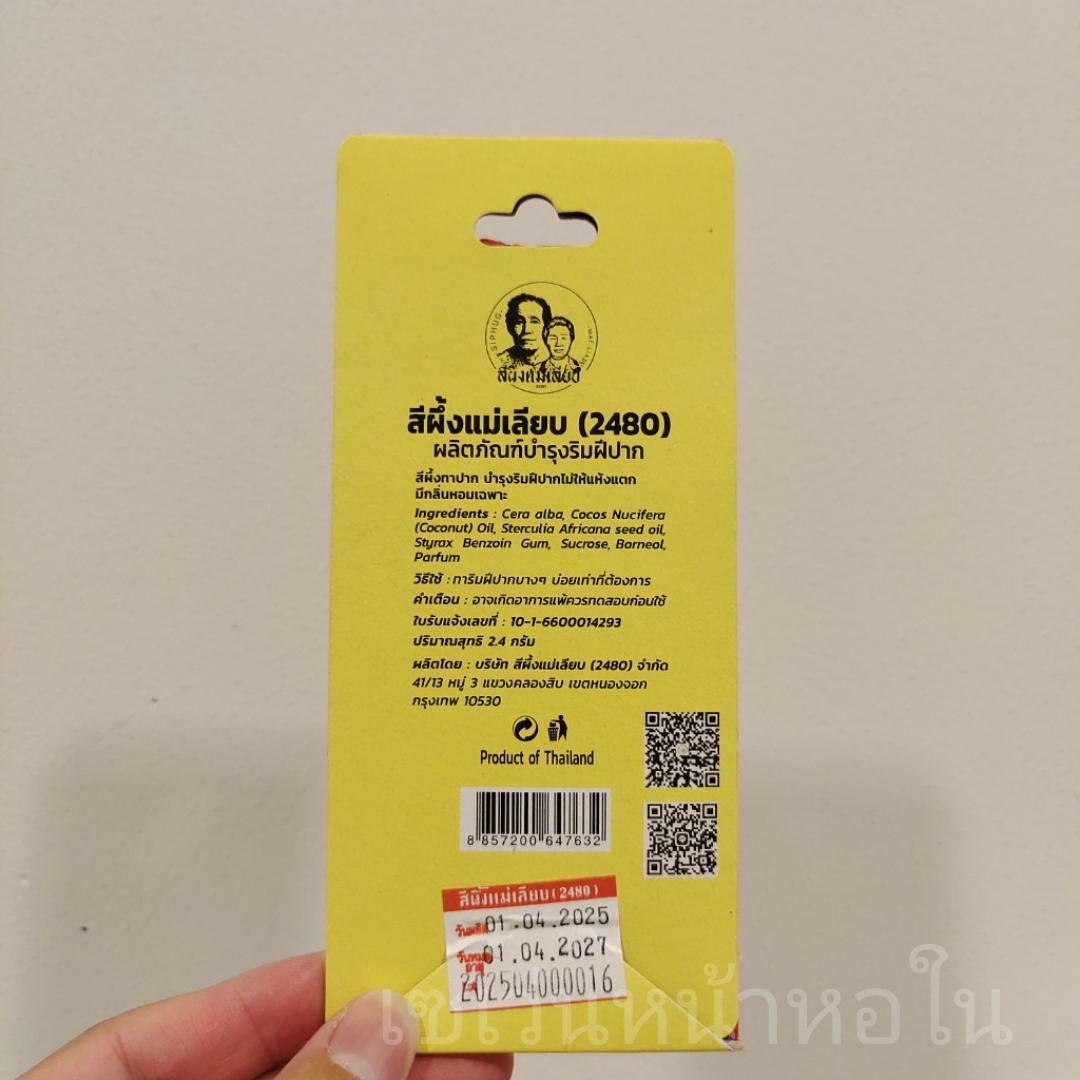 SIPHUG
สีผึ้งแม่เลียบ
สีผึ้งแม่เลียบ (2480)
ผลิตภัณฑ์บำรุงริมฝีปาก
สีผึ้งทาปาก บำรุงริมฝีปากไม่ให้แห้งแตก
มีกลิ่นหอมเฉพาะ
Ingredients : Cera alba, Cocos Nucifera
(Coconut) Oil, Sterculia Africana seed oil,
Styrax Benzoin Gum, Sucrose, Borneol,
Parfum
วิธีใช้ : ทาริมฝีปากบางๆ บ่อยเท่าที่ต้องการ
คำเตือน : อาจเกิดอาการแพ้ควรทดสอบก่อนใช้
ใบรับแจ้งเลขที่ : 10-1-6600014293
ปริมาณสุทธิ 2.4 กรัม
ผลิตโดย : บริษัท สีผึ้งแม่เลียบ (2480) จำกัด
41/13 หมู่ 3 แขวงคลองสิบ เขตหนองจอก
กรุงเทพ 10530
Product of Thailand
8 857200 647632
สีผึ้งแม่เลียบ (2480)
วันผลิต 01.04.2025
วันหมดอายุ 01.04.2027
202504000016
เซเว่นหน้าหอใน